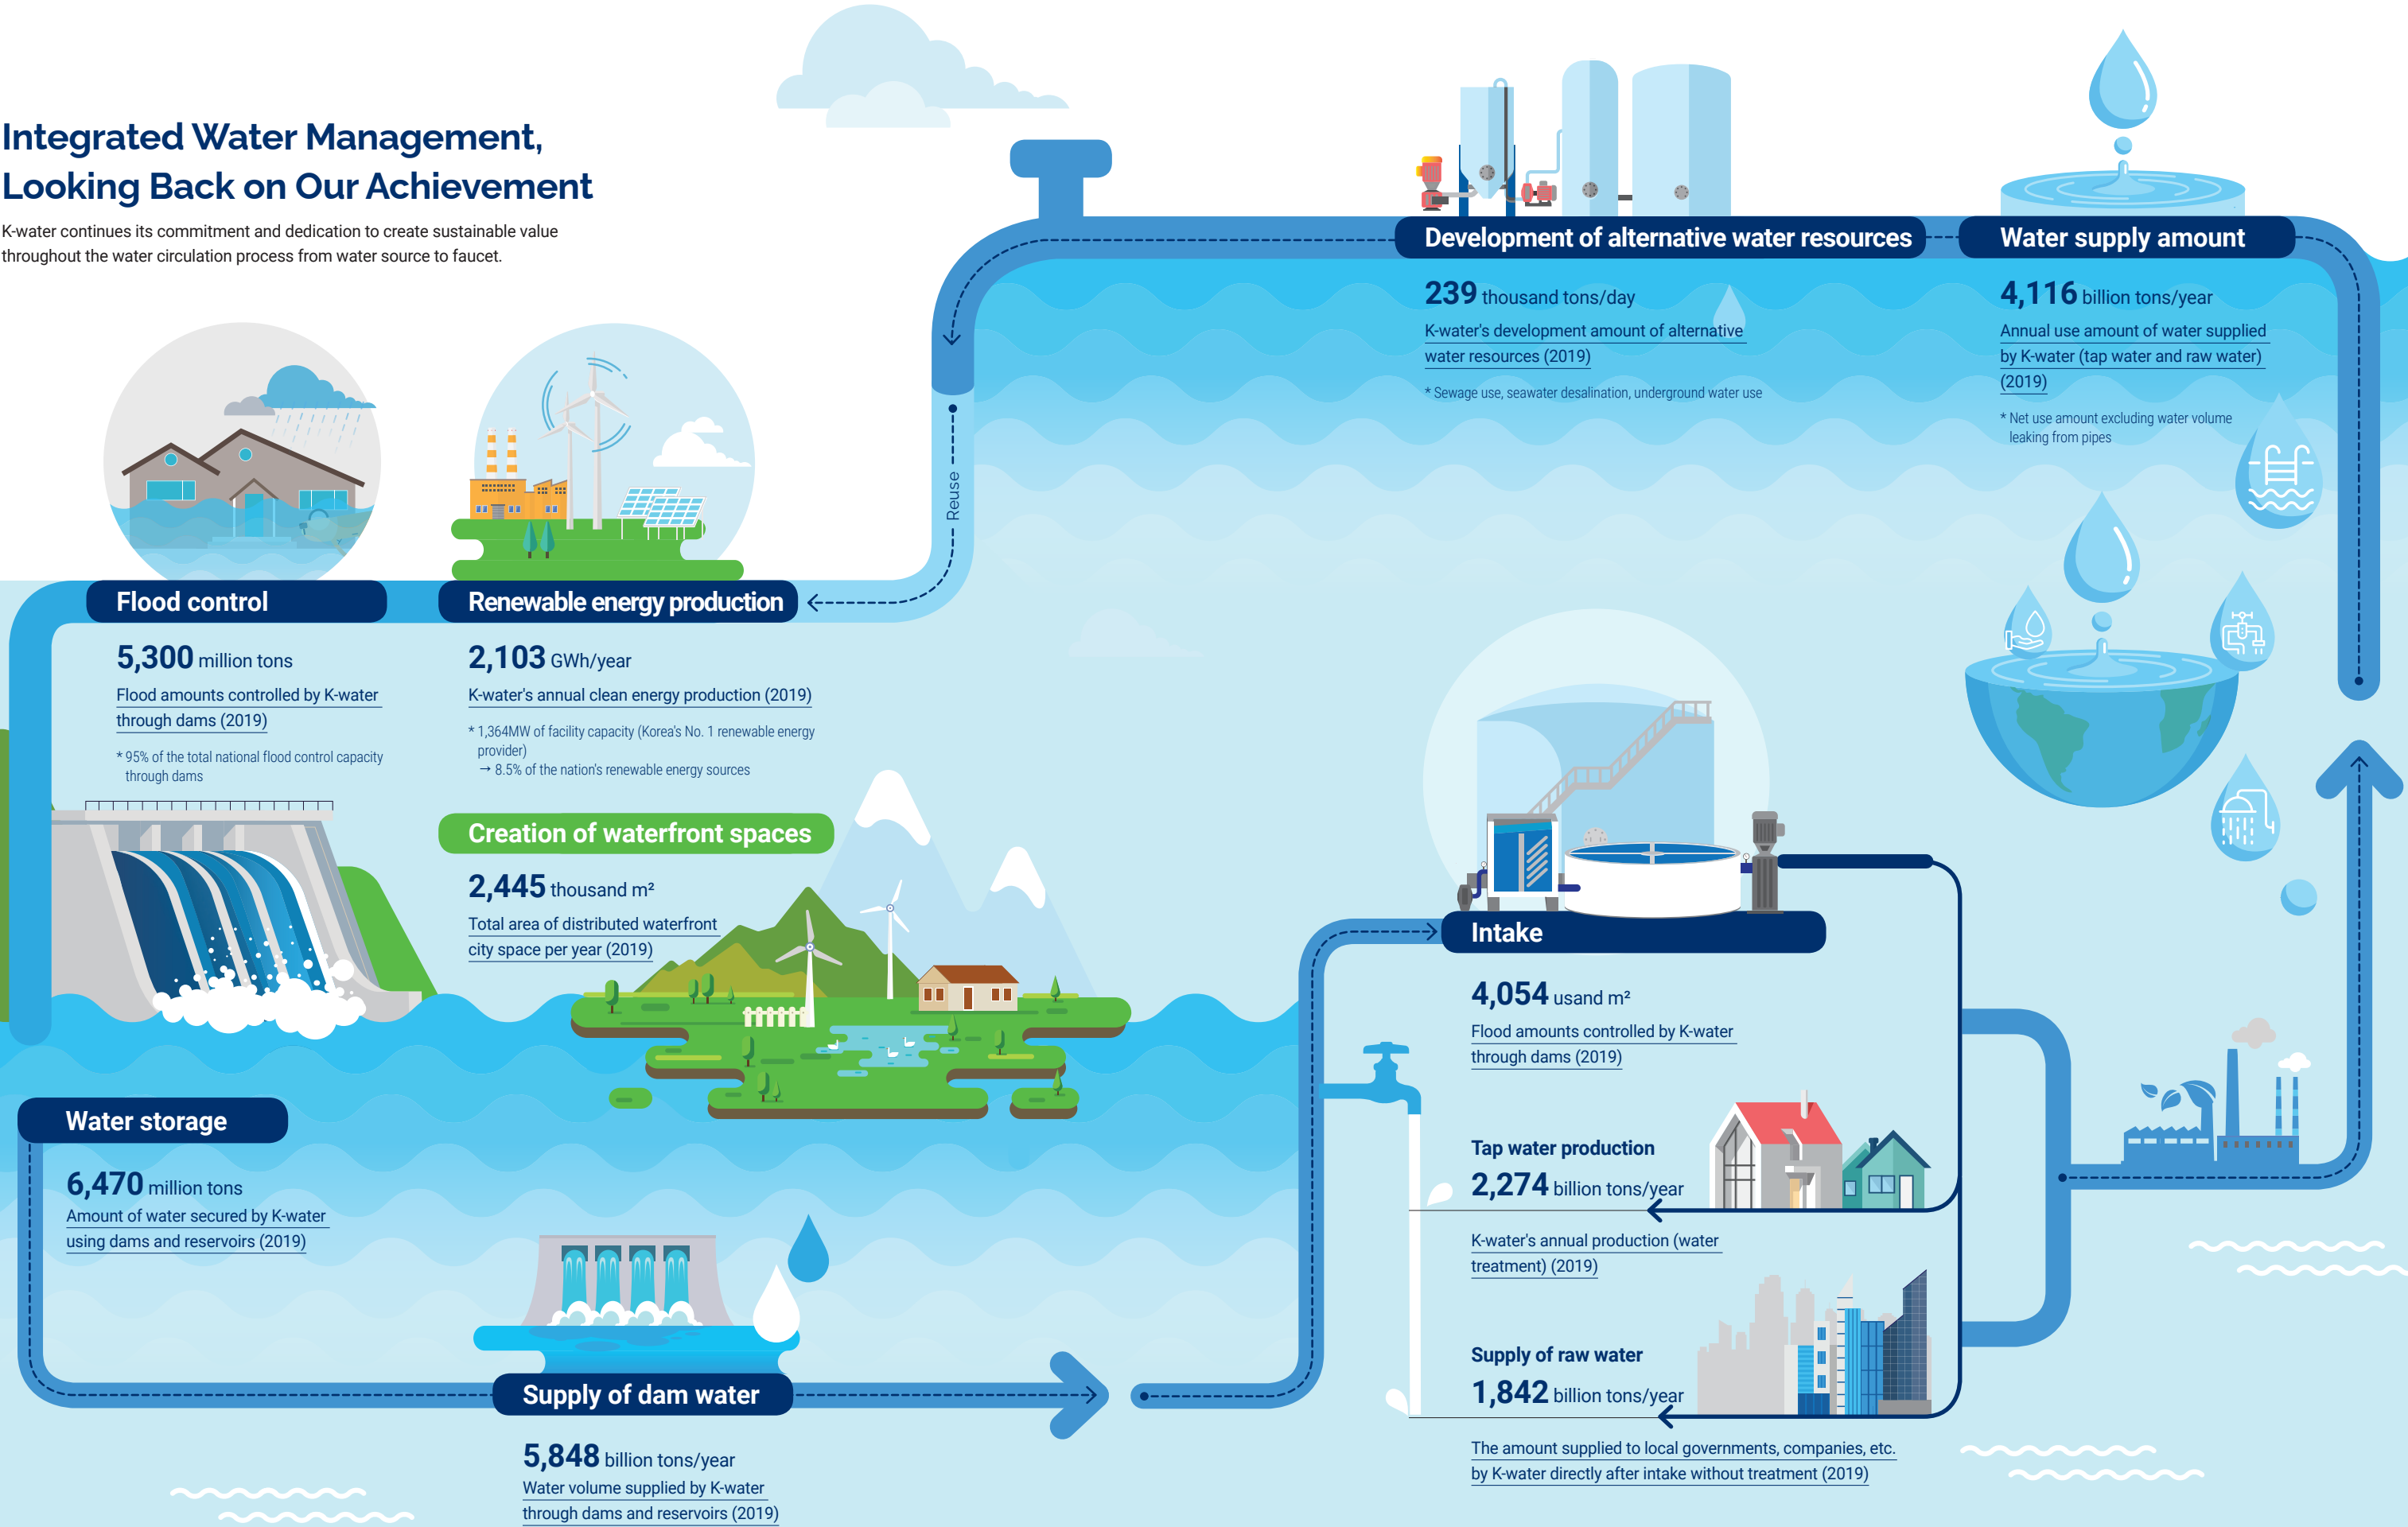 Integrated Water Management,
Looking Back on Our Achievement
K-water continues its commitment and dedication to create sustainable value
throughout the water circulation process from water source to faucet.
Flood control
5,300 million tons
Flood amounts controlled by K-water
through dams (2019)
* 95% of the total national flood control capacity
through dams
Renewable energy production
2,103 GWh/year
K-water's annual clean energy production (2019)
* 1,364MW of facility capacity (Korea's No. 1 renewable energy
provider)
→ 8.5% of the nation's renewable energy sources
Creation of waterfront spaces
2,445 thousand m²
Total area of distributed waterfront
city space per year (2019)
Reuse
Development of alternative water resources
239 thousand tons/day
K-water's development amount of alternative
water resources (2019)
* Sewage use, seawater desalination, underground water use
Water supply amount
4,116 billion tons/year
Annual use amount of water supplied
by K-water (tap water and raw water)
(2019)
* Net use amount excluding water volume
leaking from pipes
Water storage
6,470 million tons
Amount of water secured by K-water
using dams and reservoirs (2019)
Supply of dam water
5,848 billion tons/year
Water volume supplied by K-water
through dams and reservoirs (2019)
Intake
4,054 usand m²
Flood amounts controlled by K-water
through dams (2019)
Tap water production
2,274 billion tons/year
K-water's annual production (water
treatment) (2019)
Supply of raw water
1,842 billion tons/year
The amount supplied to local governments, companies, etc.
by K-water directly after intake without treatment (2019)